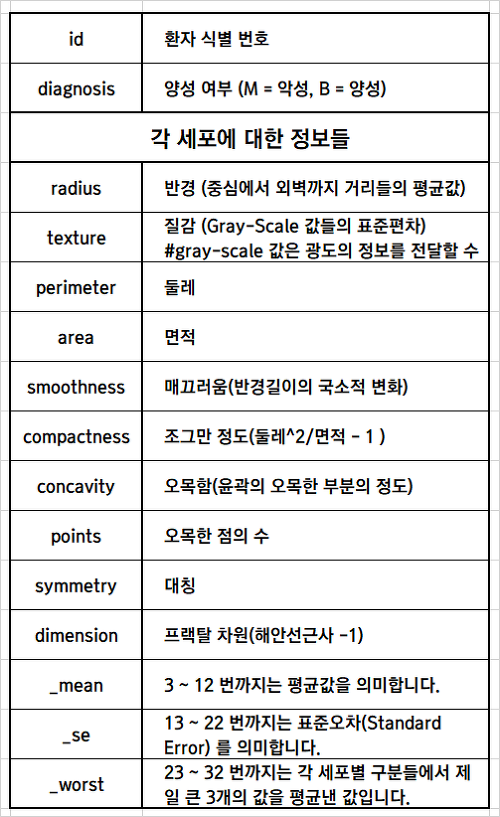 id 환자 식별 번호
diagnosis 양성 여부 (M = 악성, B = 양성)
각 세포에 대한 정보들
radius 반경 (중심에서 외벽까지 거리들의 평균값)
texture 질감 (Gray-Scale 값들의 표준편차)
#gray-scale 값은 광도의 정보를 전달할 수
perimeter 둘레
area 면적
smoothness 매끄러움(반경길이의 국소적 변화)
compactness 조그만 정도(둘레^2/면적 - 1 )
concavity 오목함(윤곽의 오목한 부분의 정도)
points 오목한 점의 수
symmetry 대칭
dimension 프랙탈 차원(해안선근사 -1)
_mean 3 ~ 12 번까지는 평균값을 의미합니다.
_se 13 ~ 22 번까지는 표준오차(Standard
Error) 를 의미합니다.
_worst 23 ~ 32 번까지는 각 세포별 구분들에서 제
일 큰 3개의 값을 평균낸 값입니다.